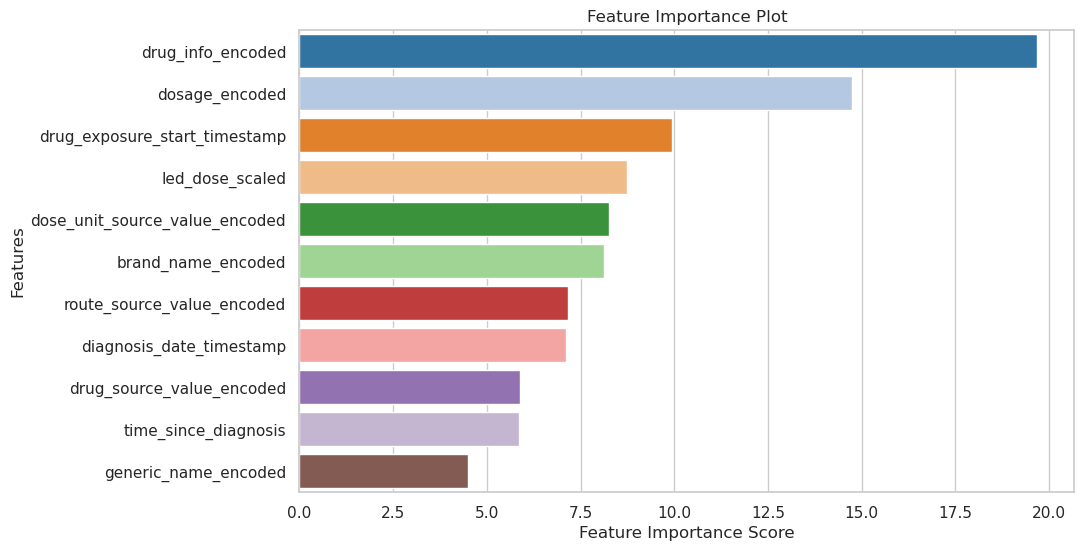 Feature Importance Plot
Features
drug_info_encoded
dosage_encoded
drug_exposure_start_timestamp
led_dose_scaled
dose_unit_source_value_encoded
brand_name_encoded
route_source_value_encoded
diagnosis_date_timestamp
drug_source_value_encoded
time_since_diagnosis
generic_name_encoded
0.0 2.5 5.0 7.5 10.0 12.5 15.0 17.5 20.0
Feature Importance Score